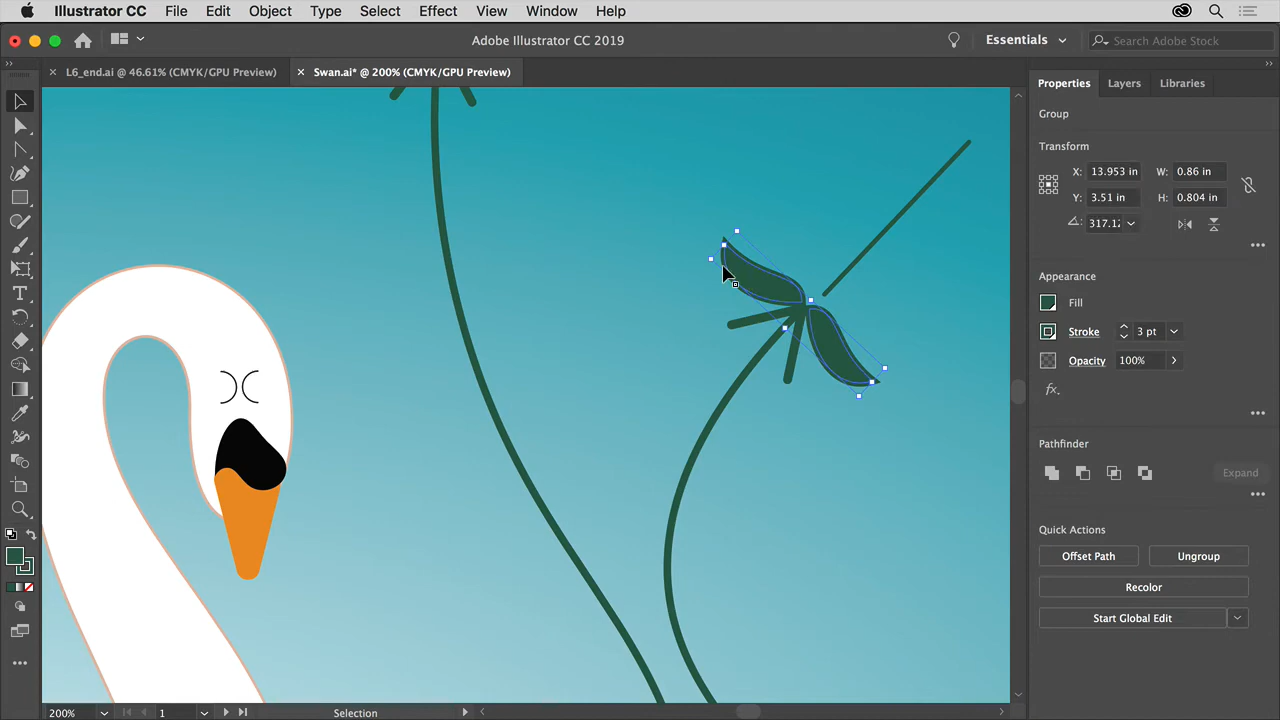 Illustrator CC File Edit Object Type Select Effect View Window Help
Adobe Illustrator CC 2019
Essentials
Search Adobe Stock
× L6_end.ai @ 46.61% (CMYK/GPU Preview)
× Swan.ai* @ 200% (CMYK/GPU Preview)
Properties Layers Libraries
Group
Transform
X: 13.953 in W: 0.86 in
Y: 3.51 in H: 0.804 in
317.12
Appearance
Fill
Stroke 3 pt
Opacity 100%
fx.
Pathfinder
Expand
Quick Actions
Offset Path Ungroup
Recolor
Start Global Edit
200% 1 Selection